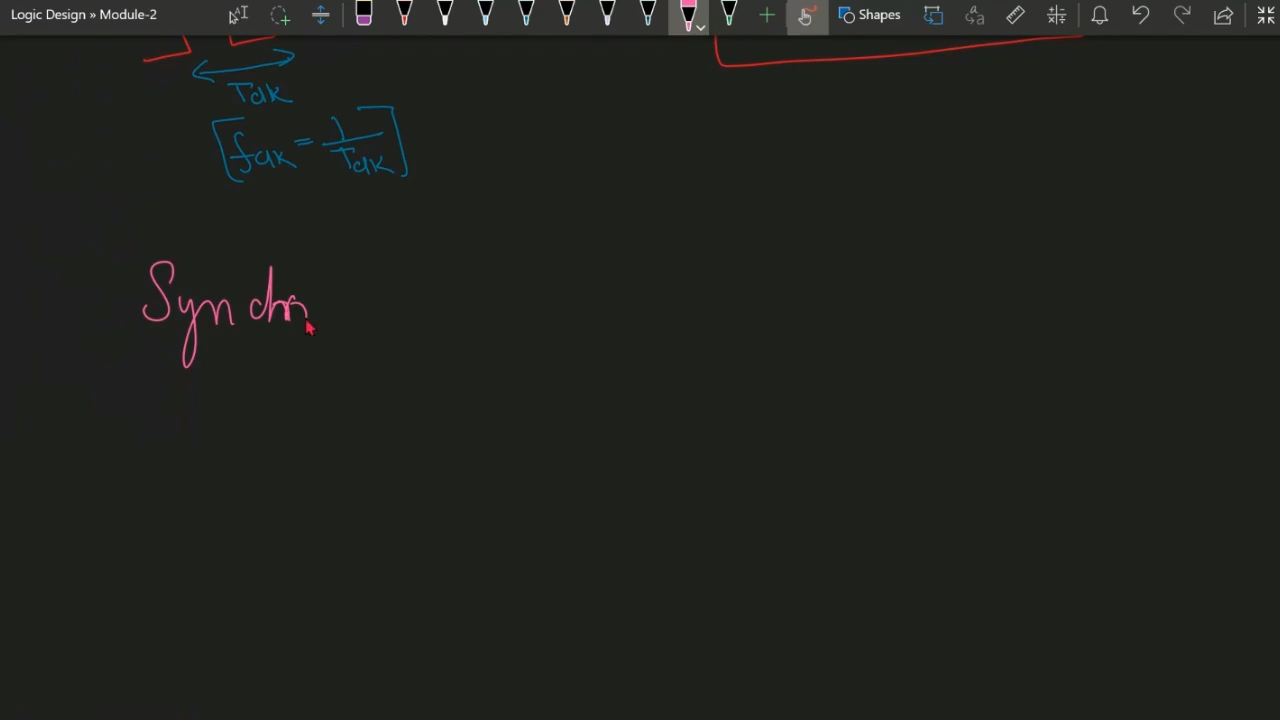 Logic Design » Module-2
Shapes
Tclk
[fclk = 1/Tclk]
Synchr